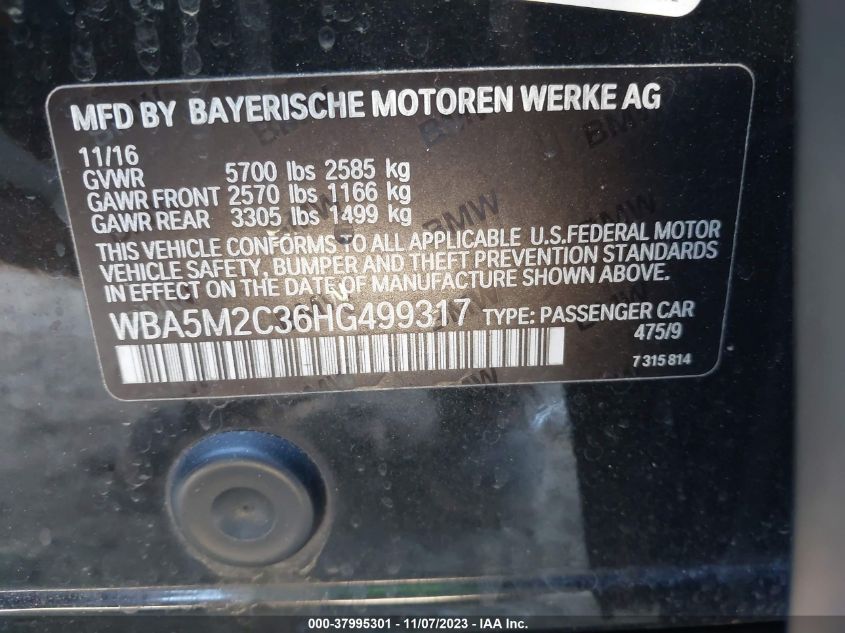 MFD BY BAYERISCHE MOTOREN WERKE AG
11/16
GVWR 5700 lbs 2585 kg
GAWR FRONT 2570 lbs 1166 kg
GAWR REAR 3305 lbs 1499 kg
THIS VEHICLE CONFORMS TO ALL APPLICABLE U.S.FEDERAL MOTOR
VEHICLE SAFETY, BUMPER AND THEFT PREVENTION STANDARDS
IN EFFECT ON THE DATE OF MANUFACTURE SHOWN ABOVE.
WBA5M2C36HG499317 TYPE: PASSENGER CAR
475/9
7 315 814
000-37995301 - 11/07/2023 - IAA Inc.